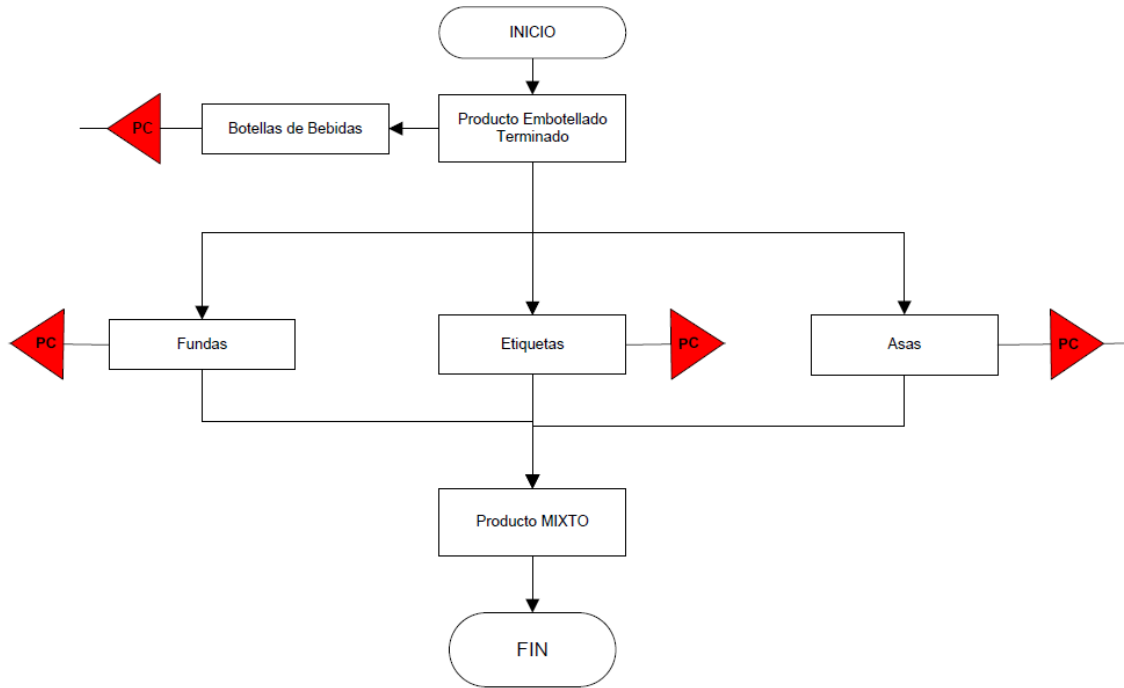 INICIO
PC
Botellas de Bebidas
Producto Embotellado
Terminado
PC
Fundas
Etiquetas
PC
Asas
PC
Producto MIXTO
FIN